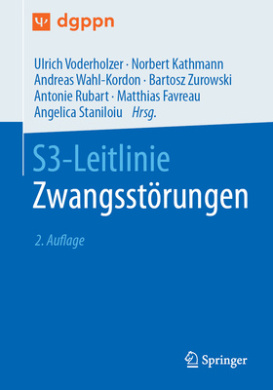 dgppn
Ulrich Voderholzer · Norbert Kathmann
Andreas Wahl-Kordon · Bartosz Zurowski
Antonie Rubart · Matthias Favreau
Angelica Staniloiu Hrsg.
S3-Leitlinie
Zwangsstörungen
2. Auflage
Springer